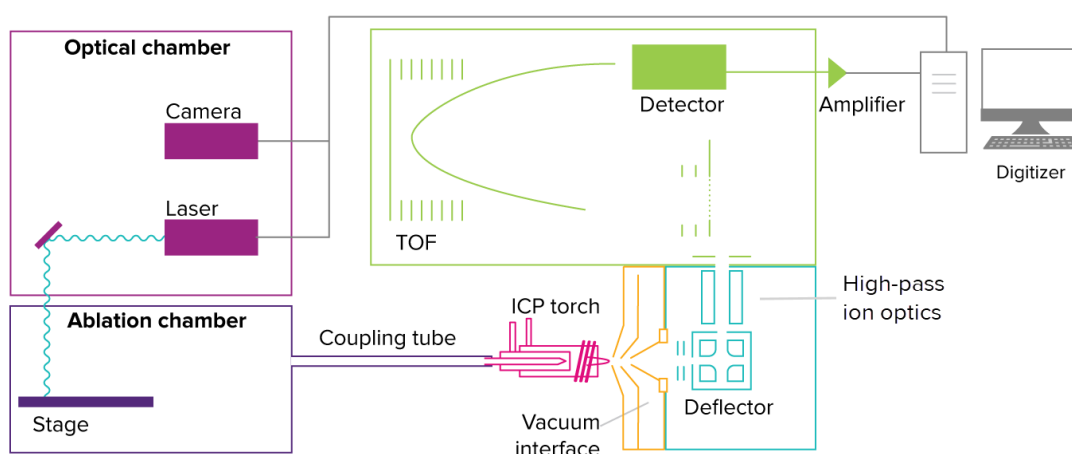 Optical chamber
Camera
Laser
Ablation chamber
Stage
Coupling tube
ICP torch
Vacuum
interface
TOF
Detector
Amplifier
Digitizer
High-pass
ion optics
Deflector